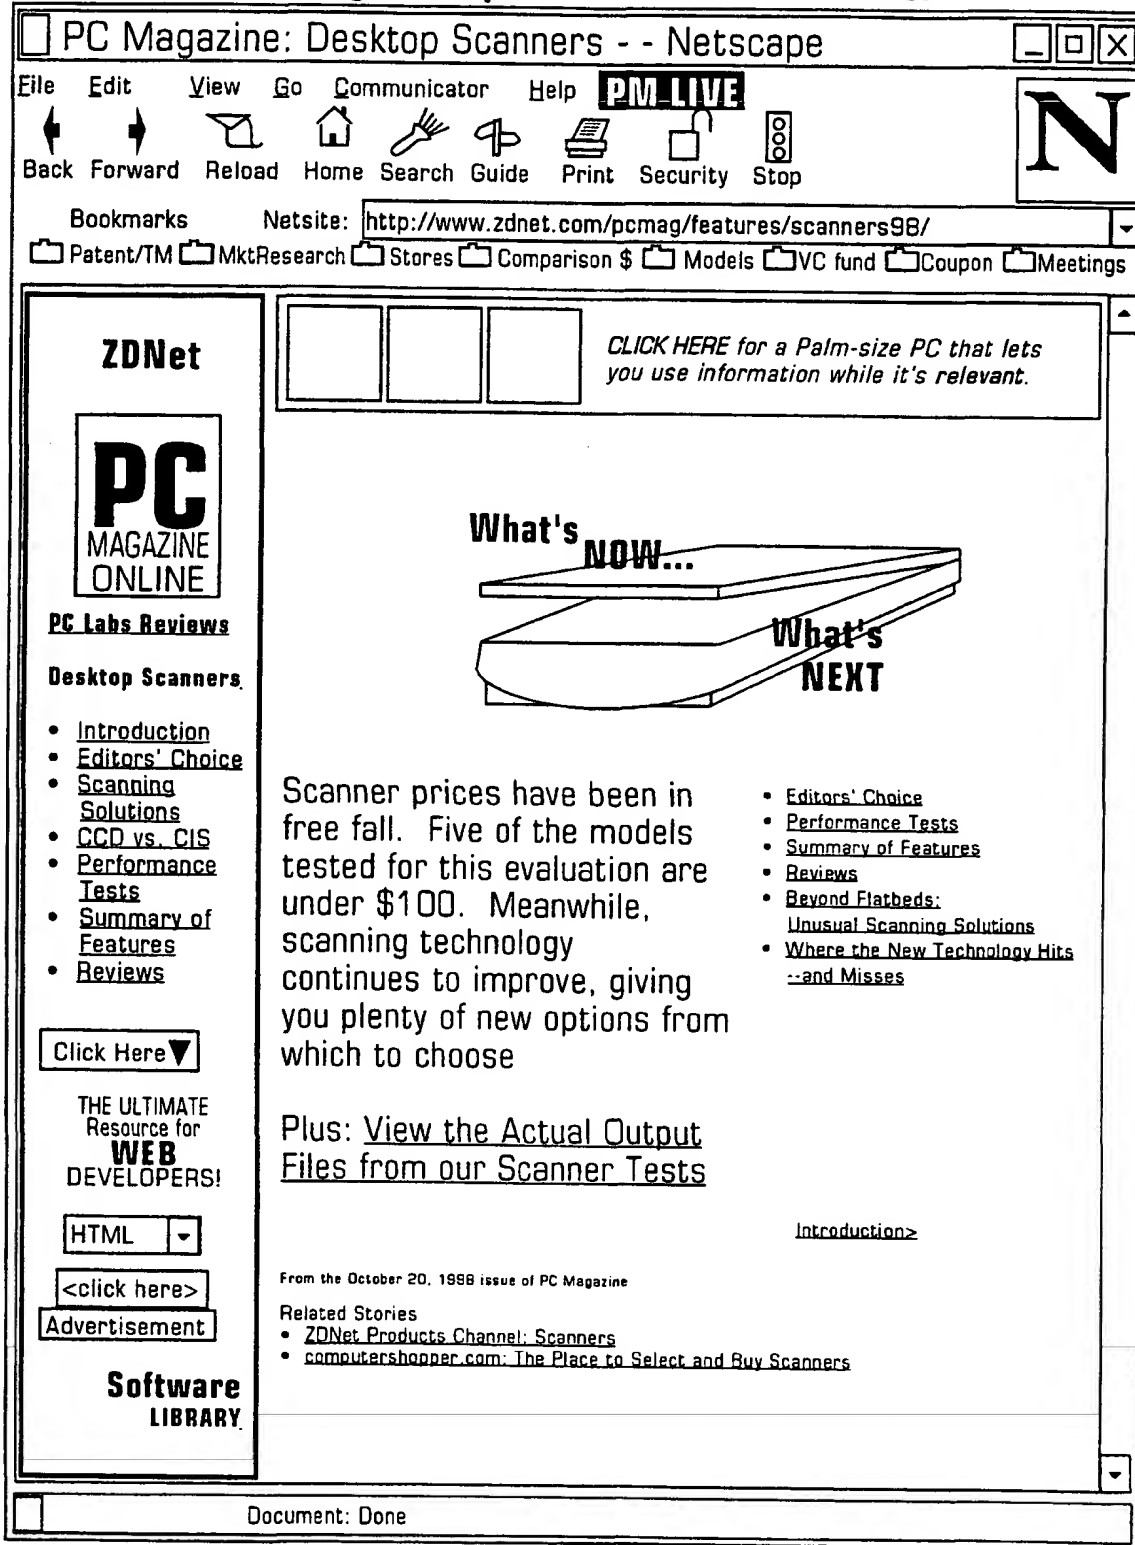 PC Magazine: Desktop Scanners - - Netscape
File Edit View Go Communicator Help PM-LIVE
Back Forward Reload Home Search Guide Print Security Stop
N
Bookmarks Netsite: http://www.zdnet.com/pcmag/features/scanners98/
Patent/TM MktResearch Stores Comparison $ Models VC fund Coupon Meetings
ZDNet
PC
MAGAZINE
ONLINE
PC Labs Reviews
Desktop Scanners
• Introduction
• Editors' Choice
• Scanning
Solutions
• CCD vs. CIS
• Performance
Tests
• Summary of
Features
• Reviews
Click Here
THE ULTIMATE
Resource for
WEB
DEVELOPERS!
HTML
<click here>
Advertisement
Software
LIBRARY
CLICK HERE for a Palm-size PC that lets
you use information while it's relevant.
What's
NOW...
What's
NEXT
Scanner prices have been in
free fall. Five of the models
tested for this evaluation are
under $100. Meanwhile,
scanning technology
continues to improve, giving
you plenty of new options from
which to choose
Plus: View the Actual Output
Files from our Scanner Tests
• Editors' Choice
• Performance Tests
• Summary of Features
• Reviews
• Beyond Flatbeds:
Unusual Scanning Solutions
• Where the New Technology Hits
--and Misses
Introduction>
From the October 20, 1998 issue of PC Magazine
Related Stories
• ZDNet Products Channel: Scanners
• computershopper.com: The Place to Select and Buy Scanners
Document: Done